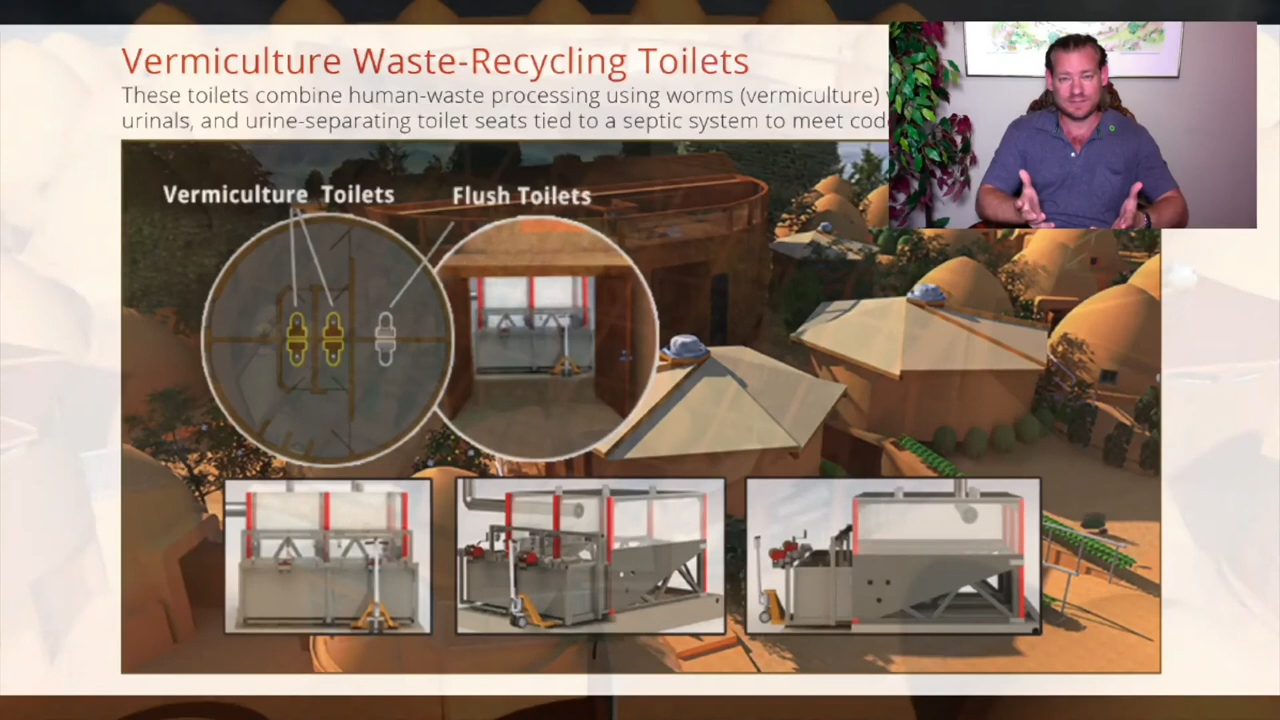 Vermiculture Waste-Recycling Toilets
These toilets combine human-waste processing using worms (vermiculture)
urinals, and urine-separating toilet seats tied to a septic system to meet
Vermiculture Toilets
Flush Toilets